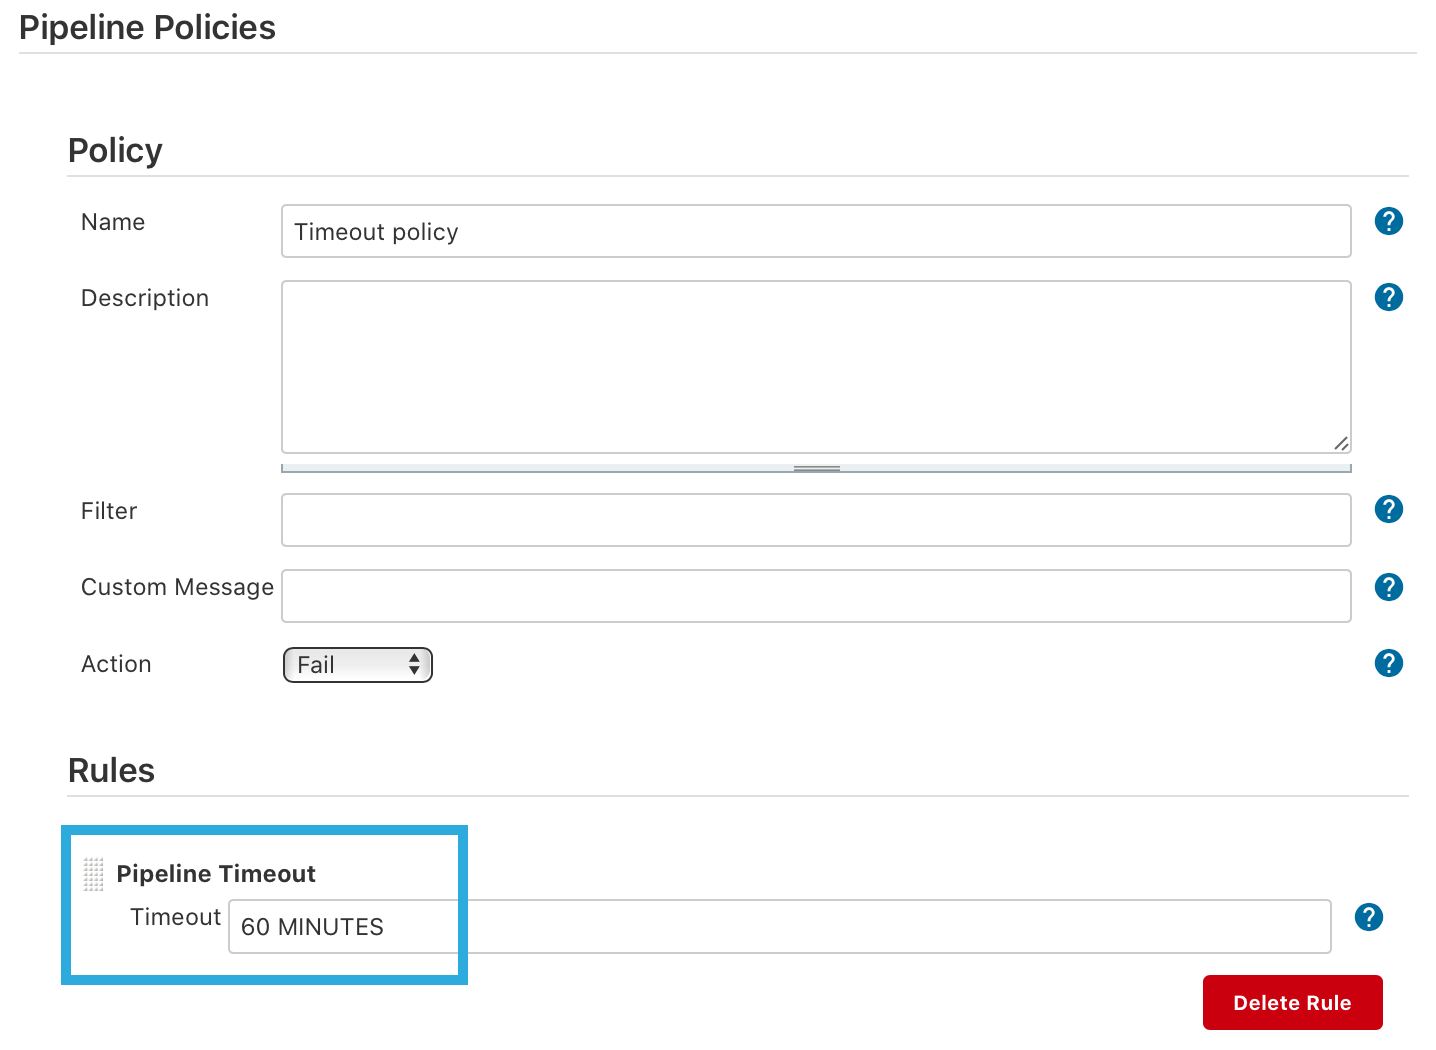 Pipeline Policies
Policy
Name
Timeout policy
?
Description
?
Filter
?
Custom Message
?
Action
Fail
?
Rules
Pipeline Timeout
Timeout
60 MINUTES
?
Delete Rule